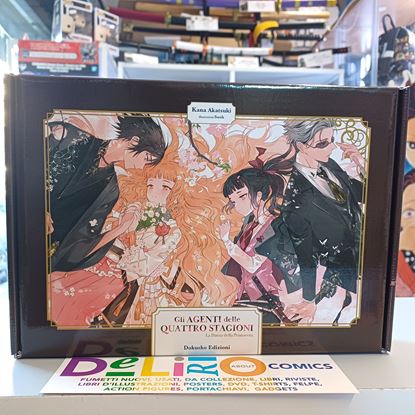 Kana Akatsuki
illustrazioni Suoh
Gli AGENTI delle
QUATTRO STAGIONI
La Danza della Primavera
Dokusho Edizioni
DeLiRiO
ABOUT
COMICS
FUMETTI NUOVI, USATI, DA COLLEZIONE, LIBRI, RIVISTE,
LIBRI D'ILLUSTRAZIONI, POSTERS, DVD, T-SHIRTS, FELPE,
ACTION FIGURES, PORTACHIAVI, GADGETS